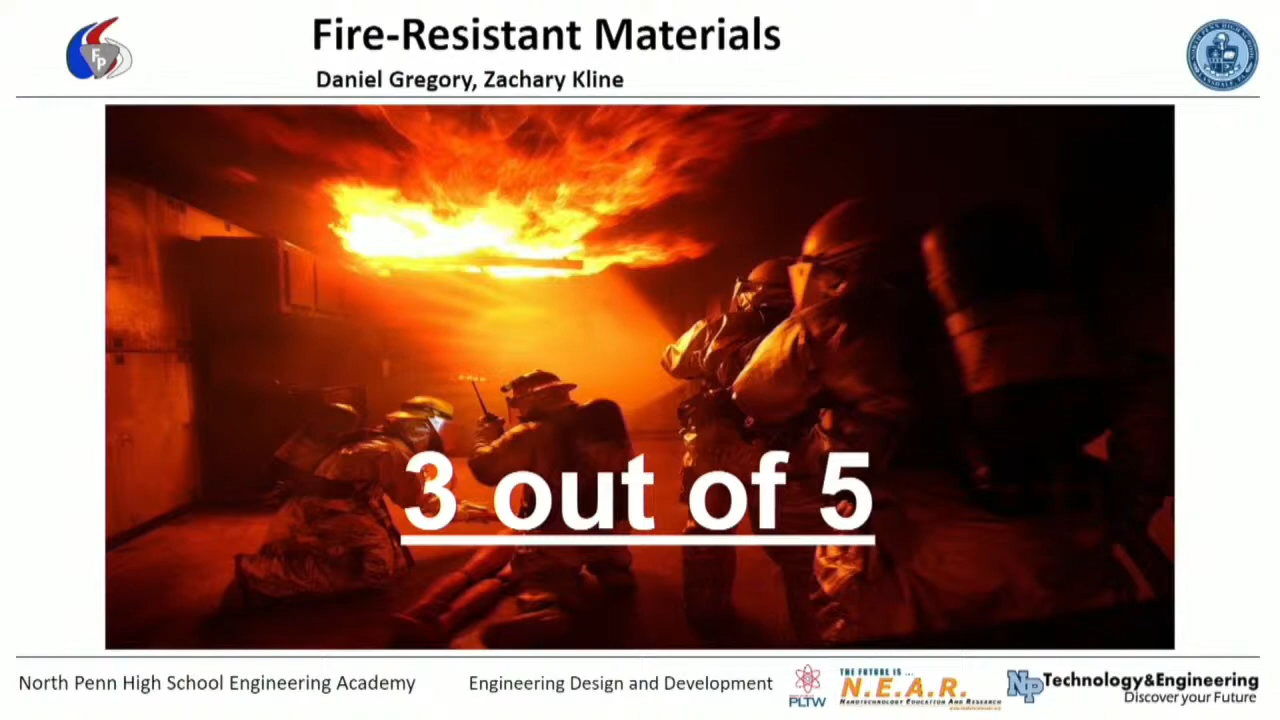 Fire-Resistant Materials
Daniel Gregory, Zachary Kline
FP
3 out of 5
North Penn High School Engineering Academy
Engineering Design and Development
PLTW
THE FUTURE IS ...
N.E.A.R.
NANOTECHNOLOGY EDUCATION AND RESEARCH
NP Technology&Engineering
Discover your Future